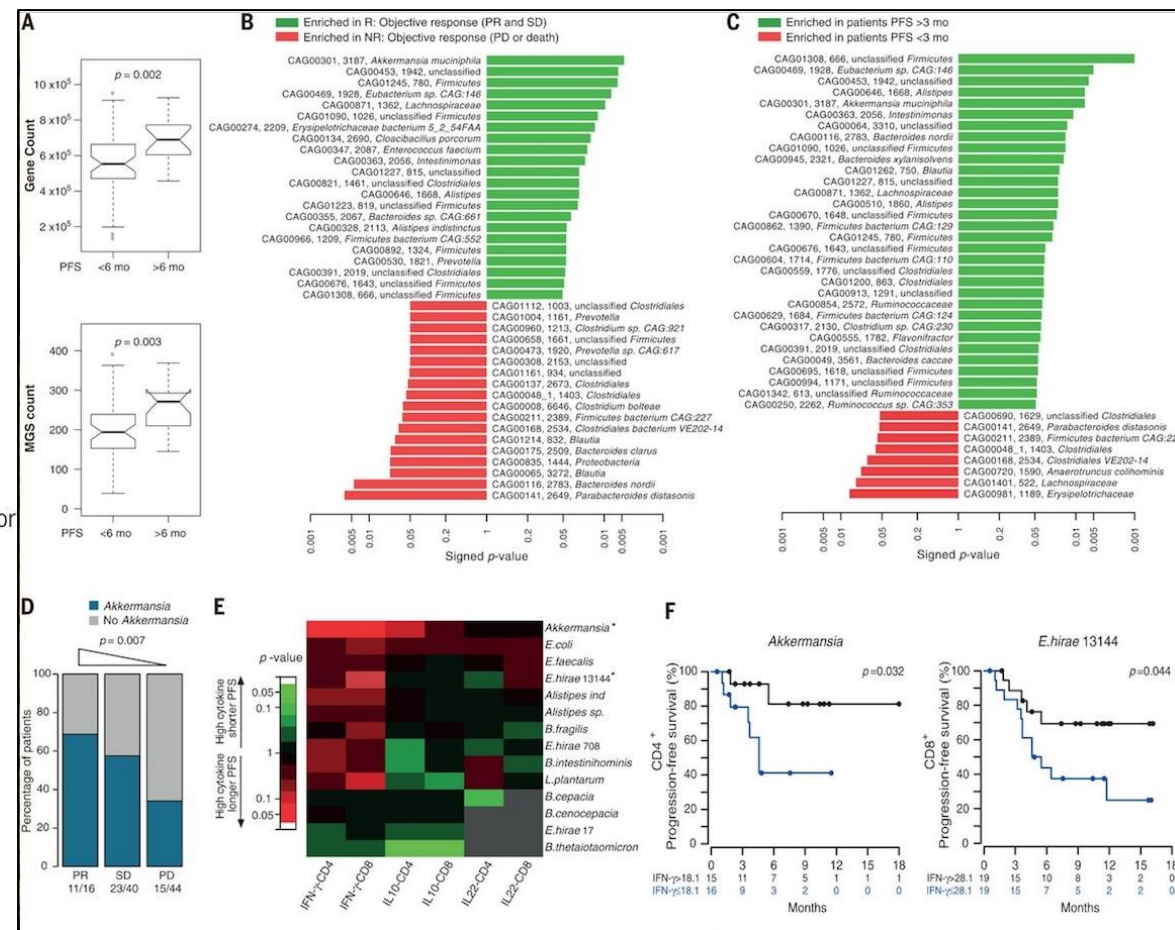 A
p = 0.002
10 x10⁵
8 x10⁵
6 x10⁵
4 x10⁵
2 x10⁵
Gene Count
PFS <6 mo >6 mo
p = 0.003
400
300
200
100
0
MGS count
PFS <6 mo >6 mo
or
B
Enriched in R: Objective response (PR and SD)
Enriched in NR: Objective response (PD or death)
CAG00301, 3187, Akkermansia muciniphila
CAG00453, 1942, unclassified
CAG01245, 780, Firmicutes
CAG00469, 1928, Eubacterium sp. CAG:146
CAG00871, 1362, Lachnospiraceae
CAG01090, 1026, unclassified Firmicutes
CAG00274, 2209, Erysipelotrichaceae bacterium 5_2_54FAA
CAG00134, 2690, Cloacibacillus porcorum
CAG00347, 2087, Enterococcus faecium
CAG00363, 2056, Intestinimonas
CAG01227, 815, unclassified
CAG00821, 1461, unclassified Clostridiales
CAG00646, 1668, Alistipes
CAG01223, 819, unclassified Firmicutes
CAG00355, 2067, Bacteroides sp. CAG:661
CAG00328, 2113, Alistipes indistinctus
CAG00966, 1209, Firmicutes bacterium CAG:552
CAG00892, 1324, Firmicutes
CAG00530, 1821, Prevotella
CAG00391, 2019, unclassified Clostridiales
CAG00676, 1643, unclassified Firmicutes
CAG01308, 666, unclassified Firmicutes
CAG01112, 1003, unclassified Clostridiales
CAG01004, 1161, Prevotella
CAG00960, 1213, Clostridium sp. CAG:921
CAG00658, 1661, unclassified Firmicutes
CAG00473, 1920, Prevotella sp. CAG:617
CAG00308, 2153, unclassified
CAG01161, 934, unclassified
CAG00137, 2673, Clostridiales
CAG00048_1, 1403, Clostridiales
CAG00008, 6646, Clostridium bolteae
CAG00211, 2389, Firmicutes bacterium CAG:227
CAG00168, 2534, Clostridiales bacterium VE202-14
CAG01214, 832, Blautia
CAG00175, 2509, Bacteroides clarus
CAG00835, 1444, Proteobacteria
CAG00065, 3272, Blautia
CAG00116, 2783, Bacteroides nordii
CAG00141, 2649, Parabacteroides distasonis
0.001 0.005 0.01 0.05 0.2 1 0.2 0.05 0.01 0.005 0.001
Signed p-value
C
Enriched in patients PFS >3 mo
Enriched in patients PFS <3 mo
CAG01308, 666, unclassified Firmicutes
CAG00469, 1928, Eubacterium sp. CAG:146
CAG00453, 1942, unclassified
CAG00646, 1668, Alistipes
CAG00301, 3187, Akkermansia muciniphila
CAG00363, 2056, Intestinimonas
CAG00064, 3310, unclassified
CAG00116, 2783, Bacteroides nordii
CAG01090, 1026, unclassified Firmicutes
CAG00945, 2321, Bacteroides xylanisolvens
CAG01262, 750, Blautia
CAG01227, 815, unclassified
CAG00871, 1362, Lachnospiraceae
CAG00510, 1860, Alistipes
CAG00670, 1648, unclassified Firmicutes
CAG00862, 1390, Firmicutes bacterium CAG:129
CAG01245, 780, Firmicutes
CAG00676, 1643, unclassified Firmicutes
CAG00604, 1714, Firmicutes bacterium CAG:110
CAG00559, 1776, unclassified Clostridiales
CAG01200, 863, Clostridiales
CAG00913, 1291, unclassified
CAG00854, 2572, Ruminococcaceae
CAG00629, 1684, Firmicutes bacterium CAG:124
CAG00317, 2130, Clostridium sp. CAG:230
CAG00555, 1782, Flavonifractor
CAG00391, 2019, unclassified Clostridiales
CAG00049, 3561, Bacteroides caccae
CAG00695, 1618, unclassified Firmicutes
CAG00994, 1171, unclassified Firmicutes
CAG01342, 613, unclassified Ruminococcaceae
CAG00250, 2262, Ruminococcus sp. CAG:353
CAG00690, 1629, unclassified Clostridiales
CAG00141, 2649, Parabacteroides distasonis
CAG00211, 2389, Firmicutes bacterium CAG:22
CAG00048_1, 1403, Clostridiales
CAG00168, 2534, Clostridiales VE202-14
CAG00720, 1590, Anaerotruncus colihominis
CAG01401, 522, Lachnospiraceae
CAG00981, 1189, Erysipelotrichaceae
0.001 0.005 0.01 0.05 0.2 1 0.2 0.05 0.01 0.005 0.001
Signed p-value
D
Akkermansia
No Akkermansia
p = 0.007
100
80
60
40
20
0
Percentage of patients
PR SD PD
11/16 23/40 15/44
E
p -value
0.05
0.1
1
0.1
0.05
High cytokine shorter PFS
High cytokine longer PFS
Akkermansia*
E.coli
E.faecalis
E.hirae 13144*
Alistipes ind
Alistipes sp.
B.fragilis
E.hirae 708
B.intestinihominis
L.plantarum
B.cepacia
B.cenocepacia
E.hirae 17
B.thetaiotaomicron
IFN-γ-CD4 IFN-γ-CD8 IL10-CD4 IL10-CD8 IL22-CD4 IL22-CD8
F
Akkermansia
p=0.032
CD4⁺
Progression-free survival (%)
100
80
60
40
20
0
0 3 6 9 12 15 18
IFN-γ>18.1 15 11 7 5 1 1 1
IFN-γ≤18.1 16 9 3 2 0 0 0
Months
E.hirae 13144
p=0.044
CD8⁺
Progression-free survival (%)
100
80
60
40
20
0
0 3 6 9 12 15 18
IFN-γ>28.1 19 15 10 8 3 2 0
IFN-γ≤28.1 19 15 7 5 2 2 0
Months